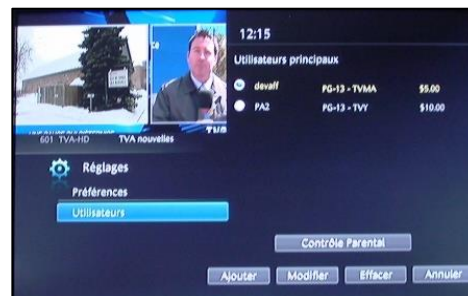 12:15
Utilisateurs principaux
devaff PG-13 - TVMA $5.00
PA2 PG-13 - TVY $10.00
601 TVA-HD TVA nouvelles
Réglages
Préférences
Utilisateurs
Contrôle Parental
Ajouter Modifier Effacer Annuler